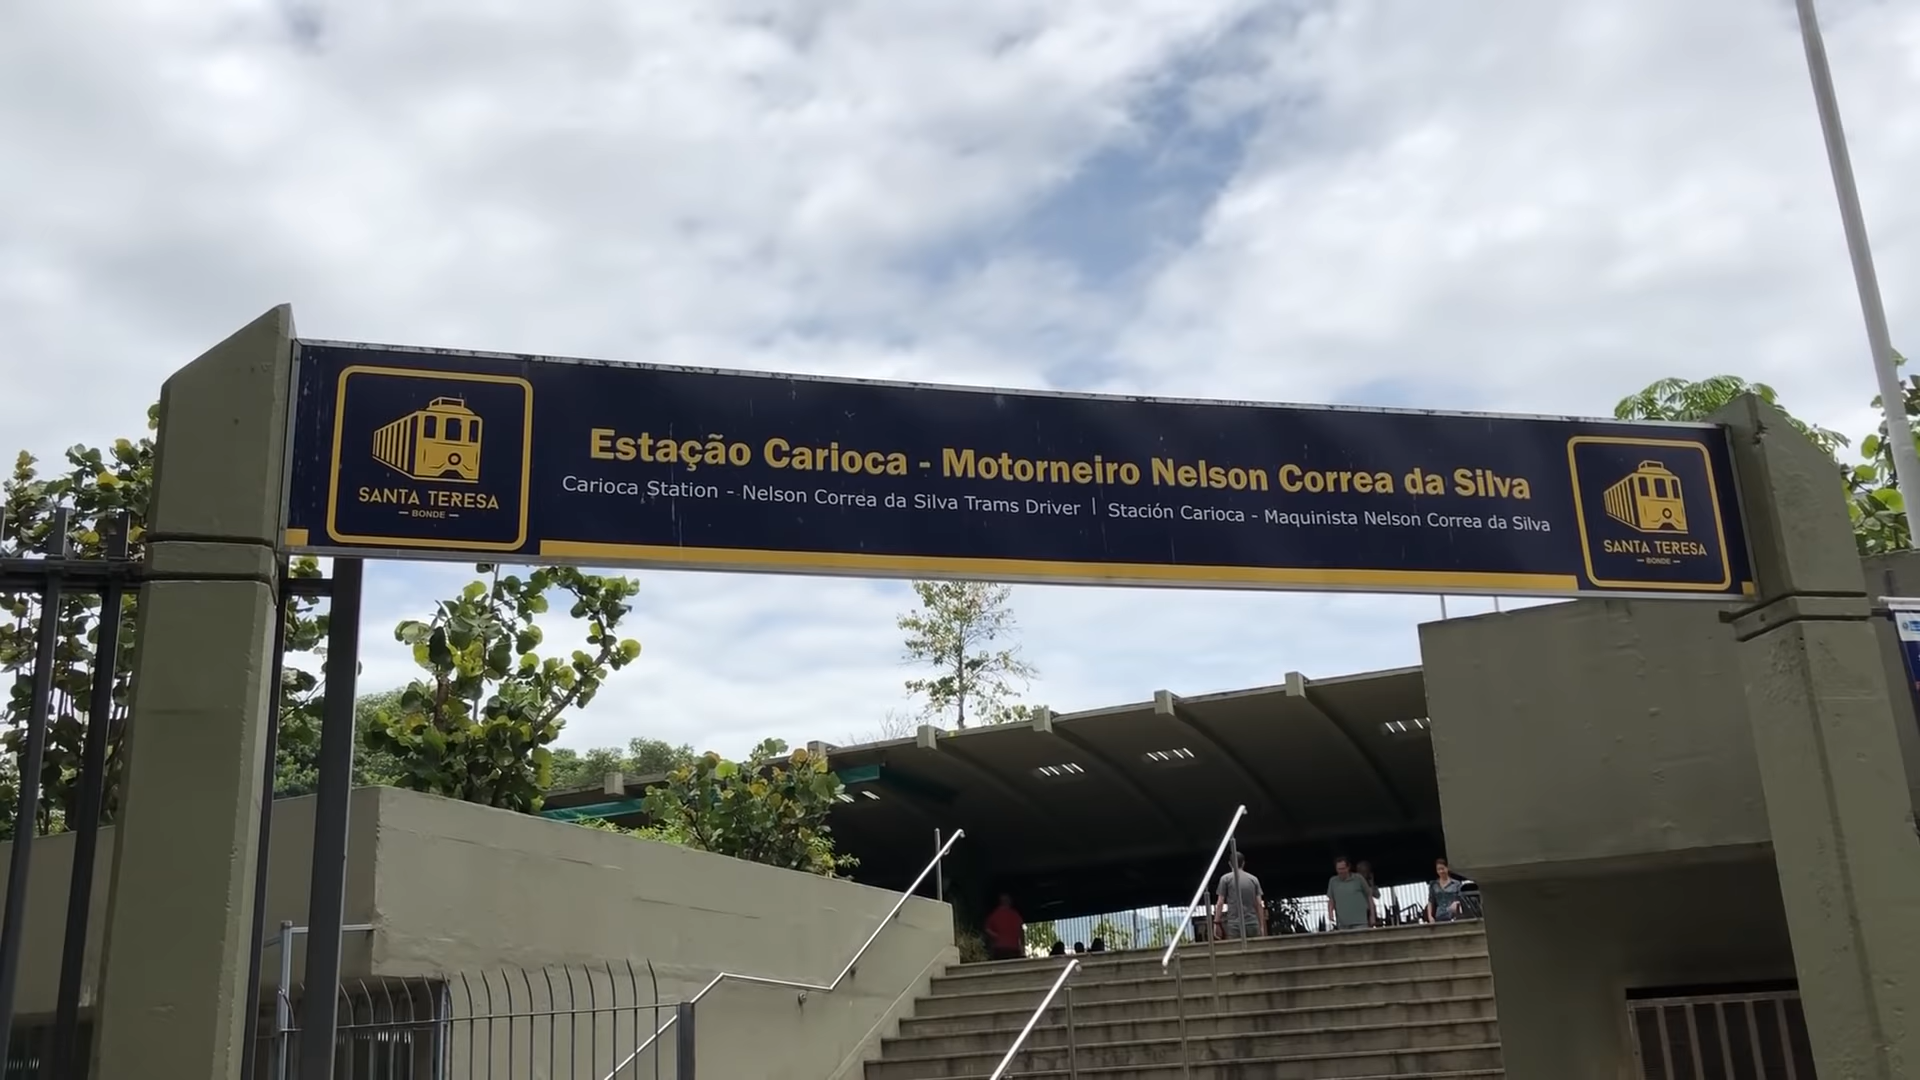 SANTA TERESA
BONDE
Estação Carioca - Motorneiro Nelson Correa da Silva
Carioca Station - Nelson Correa da Silva Trams Driver | Stación Carioca - Maquinista Nelson Correa da Silva
SANTA TERESA
BONDE